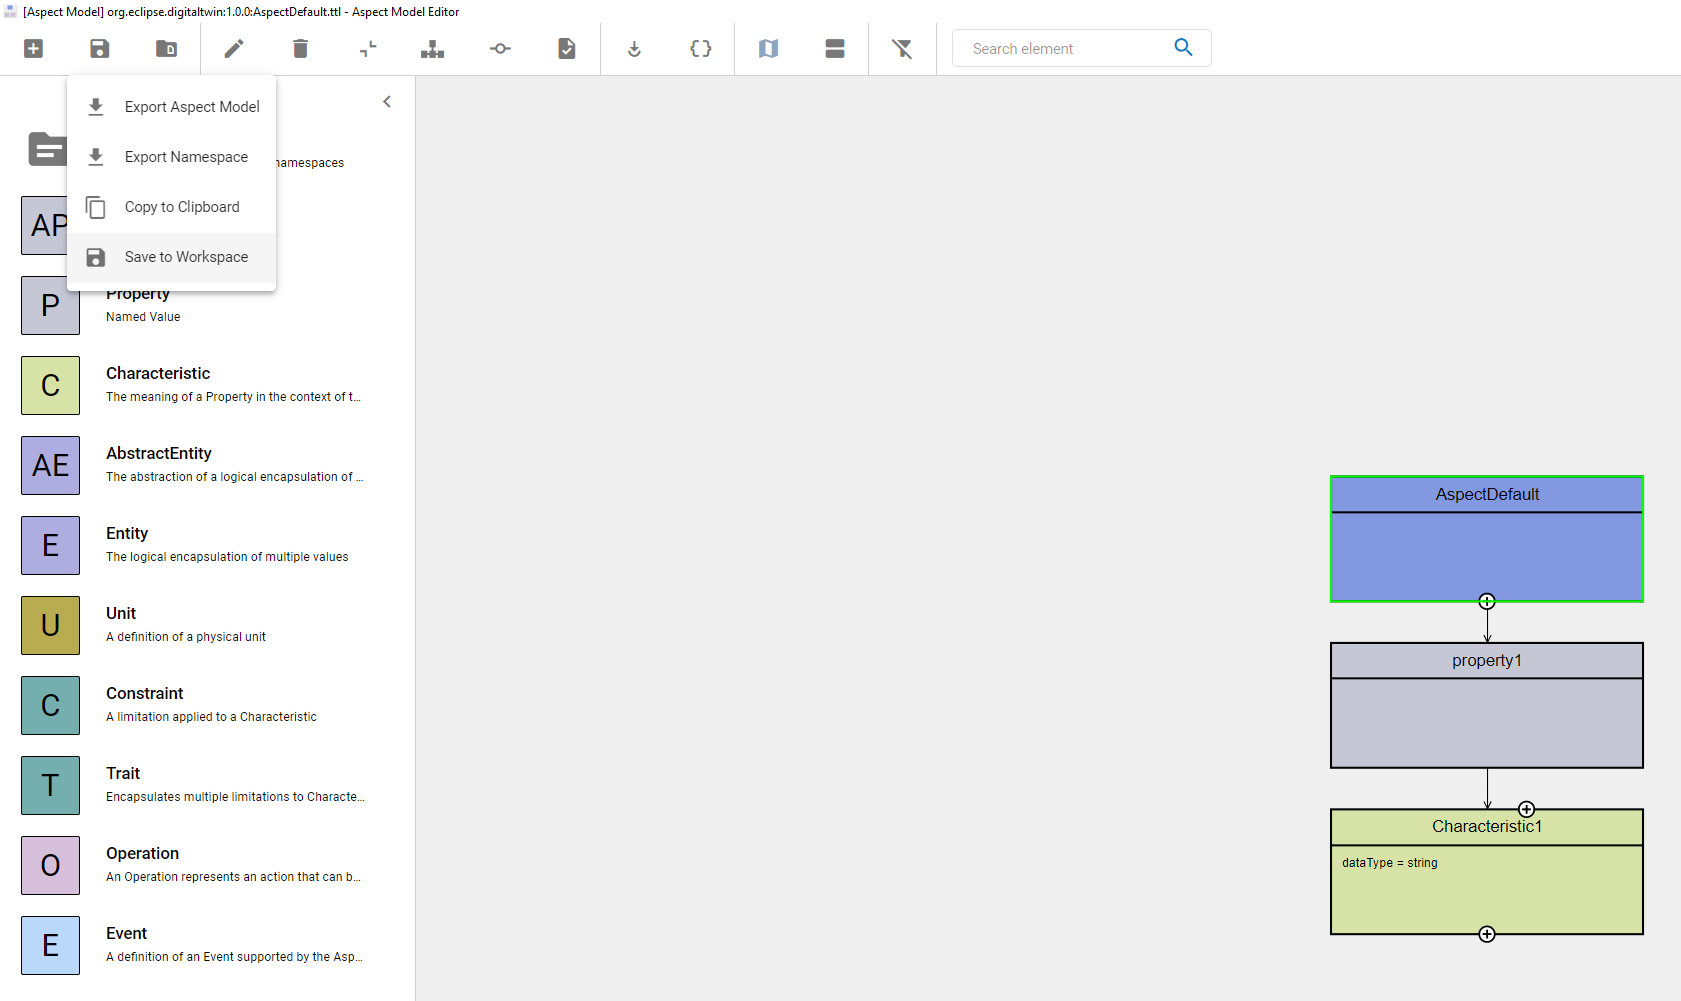 [Aspect Model] org.eclipse.digitaltwin:1.0.0:AspectDefault.ttl - Aspect Model Editor
Search element
Export Aspect Model
Export Namespace
namespaces
Copy to Clipboard
AP
Save to Workspace
P
Property
Named Value
C
Characteristic
The meaning of a Property in the context of t...
AE
AbstractEntity
The abstraction of a logical encapsulation of ...
E
Entity
The logical encapsulation of multiple values
U
Unit
A definition of a physical unit
C
Constraint
A limitation applied to a Characteristic
T
Trait
Encapsulates multiple limitations to Characte...
O
Operation
An Operation represents an action that can b...
E
Event
A definition of an Event supported by the Asp...
AspectDefault
property1
Characteristic1
dataType = string